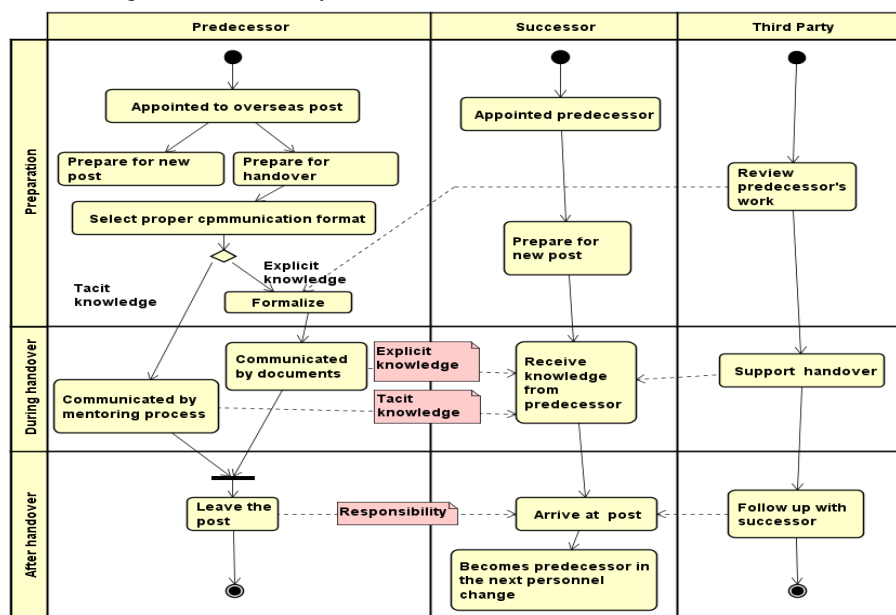 Predecessor
Successor
Third Party
Preparation
Appointed to overseas post
Appointed predecessor
Prepare for new
post
Prepare for
handover
Review
predecessor's
work
Select proper cpmmunication format
Prepare for
new post
Explicit
knowledge
Tacit
knowledge
Formalize
During handover
Communicated
by documents
Explicit
knowledge
Receive
knowledge
from
predecessor
Support handover
Communicated by
mentoring process
Tacit
knowledge
After handover
Leave the
post
Responsibility
Arrive at post
Follow up with
successor
Becomes predecessor in
the next personnel
change